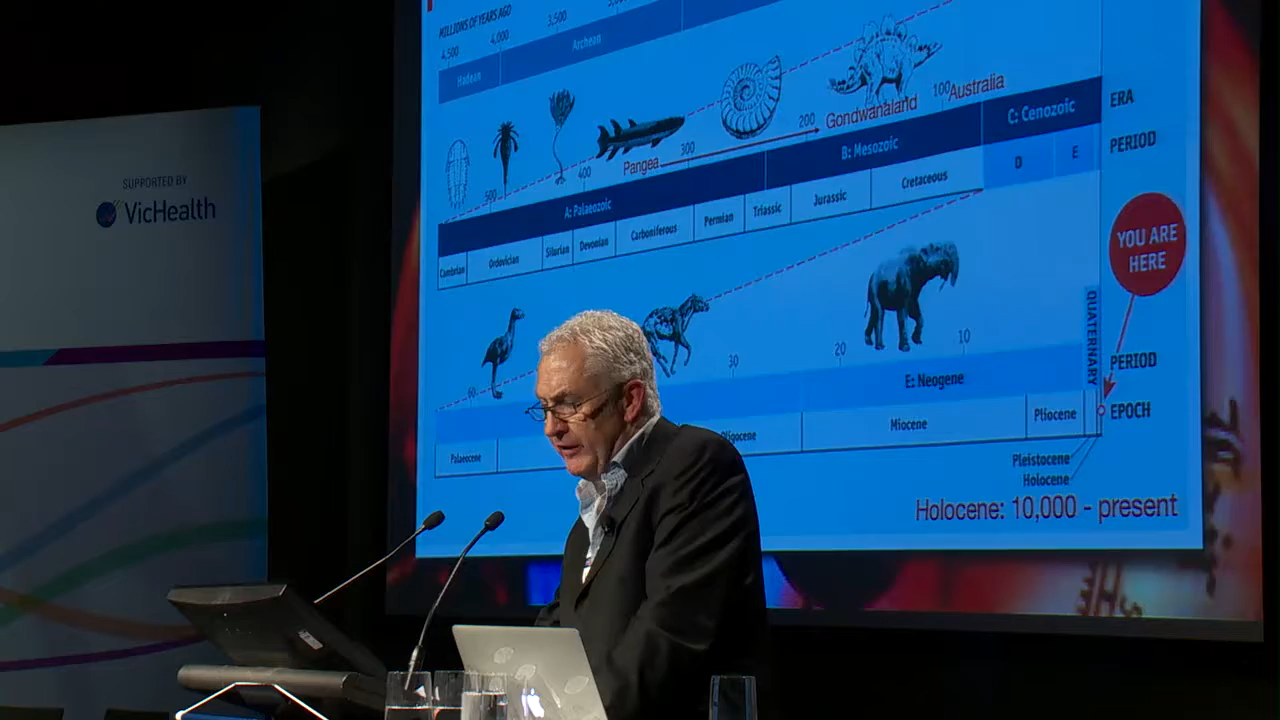 SUPPORTED BY
VicHealth
MILLIONS OF YEARS AGO
4,500
4,000
3,500
Hadean
Archean
500
400
Pangea
300
200
Gondwanaland
100
Australia
A: Palaeozoic
B: Mesozoic
C: Cenozoic
ERA
Cambrian
Ordovician
Silurian
Devonian
Carboniferous
Permian
Triassic
Jurassic
Cretaceous
D
E
PERIOD
YOU ARE
HERE
60
30
20
10
E: Neogene
QUATERNARY
PERIOD
Palaeocene
Miocene
Pliocene
EPOCH
Pleistocene
Holocene
Holocene: 10,000 - present